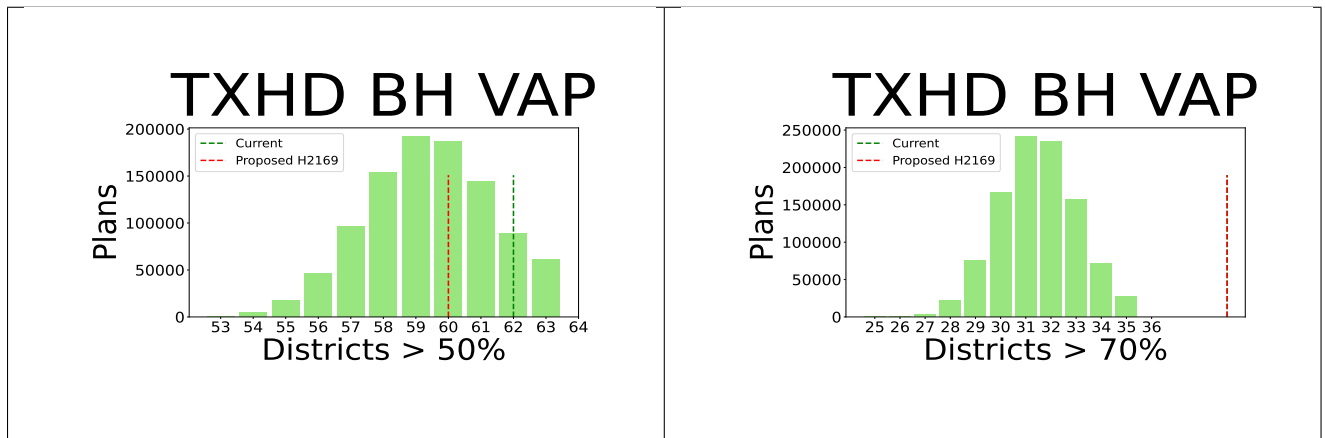 TXHD BH VAP
Current
Proposed H2169
200000
150000
100000
50000
0
Plans
53 54 55 56 57 58 59 60 61 62 63 64
Districts > 50%
TXHD BH VAP
Current
Proposed H2169
250000
200000
150000
100000
50000
0
Plans
25 26 27 28 29 30 31 32 33 34 35 36
Districts > 70%